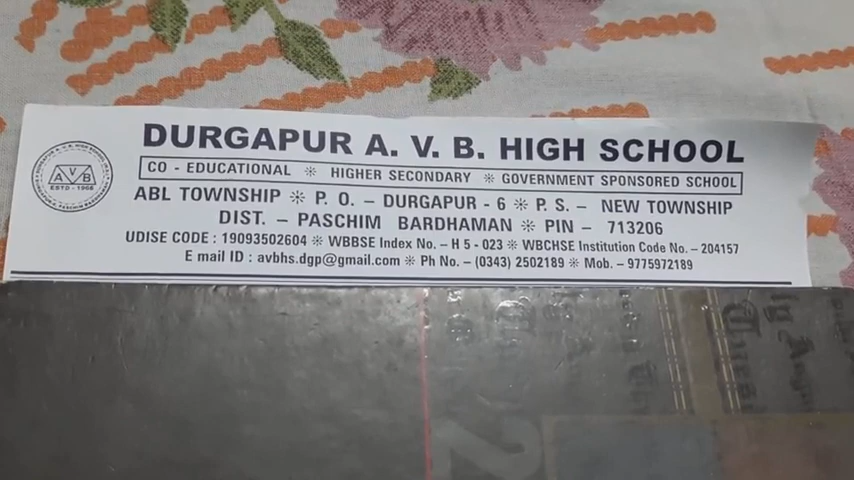 DURGAPUR A. V. B. HIGH SCHOOL
CO - EDUCATIONAL ❊ HIGHER SECONDARY ❊ GOVERNMENT SPONSORED SCHOOL
ABL TOWNSHIP ❊ P. O. – DURGAPUR - 6 ❊ P. S. – NEW TOWNSHIP
DIST. – PASCHIM BARDHAMAN ❊ PIN – 713206
UDISE CODE : 19093502604 ❊ WBBSE Index No. – H 5 - 023 ❊ WBCHSE Institution Code No. – 204157
E mail ID : avbhs.dgp@gmail.com ❊ Ph No. – (0343) 2502189 ❊ Mob. – 9775972189
AVB
ESTD - 1966
2